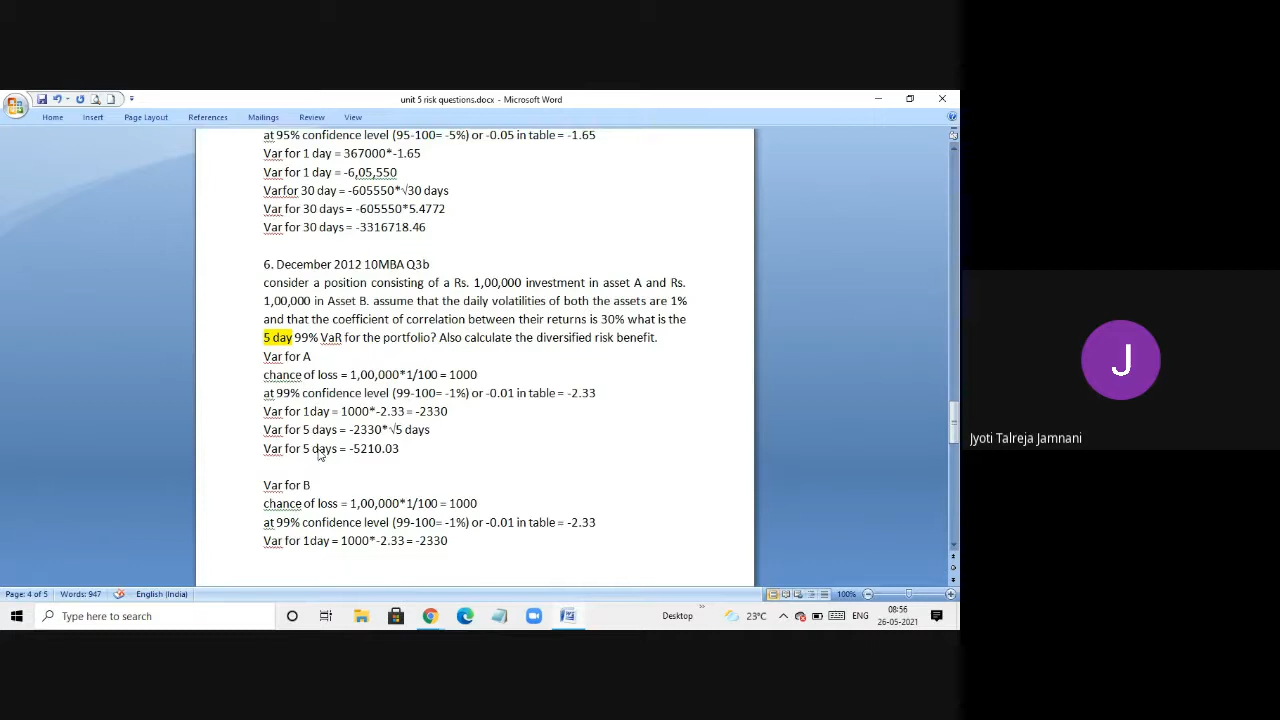 unit 5 risk questions.docx - Microsoft Word
Home Insert Page Layout References Mailings Review View
at 95% confidence level (95-100= -5%) or -0.05 in table = -1.65
Var for 1 day = 367000*-1.65
Var for 1 day = -6,05,550
Varfor 30 day = -605550*√30 days
Var for 30 days = -605550*5.4772
Var for 30 days = -3316718.46
6. December 2012 10MBA Q3b
consider a position consisting of a Rs. 1,00,000 investment in asset A and Rs.
1,00,000 in Asset B. assume that the daily volatilities of both the assets are 1%
and that the coefficient of correlation between their returns is 30% what is the
5 day 99% VaR for the portfolio? Also calculate the diversified risk benefit.
Var for A
chance of loss = 1,00,000*1/100 = 1000
at 99% confidence level (99-100= -1%) or -0.01 in table = -2.33
Var for 1day = 1000*-2.33 = -2330
Var for 5 days = -2330*√5 days
Var for 5 days = -5210.03
Var for B
chance of loss = 1,00,000*1/100 = 1000
at 99% confidence level (99-100= -1%) or -0.01 in table = -2.33
Var for 1day = 1000*-2.33 = -2330
Page: 4 of 5 Words: 947 English (India) 100%
Type here to search Desktop 23°C ENG 08:56
26-05-2021
J
Jyoti Talreja Jamnani